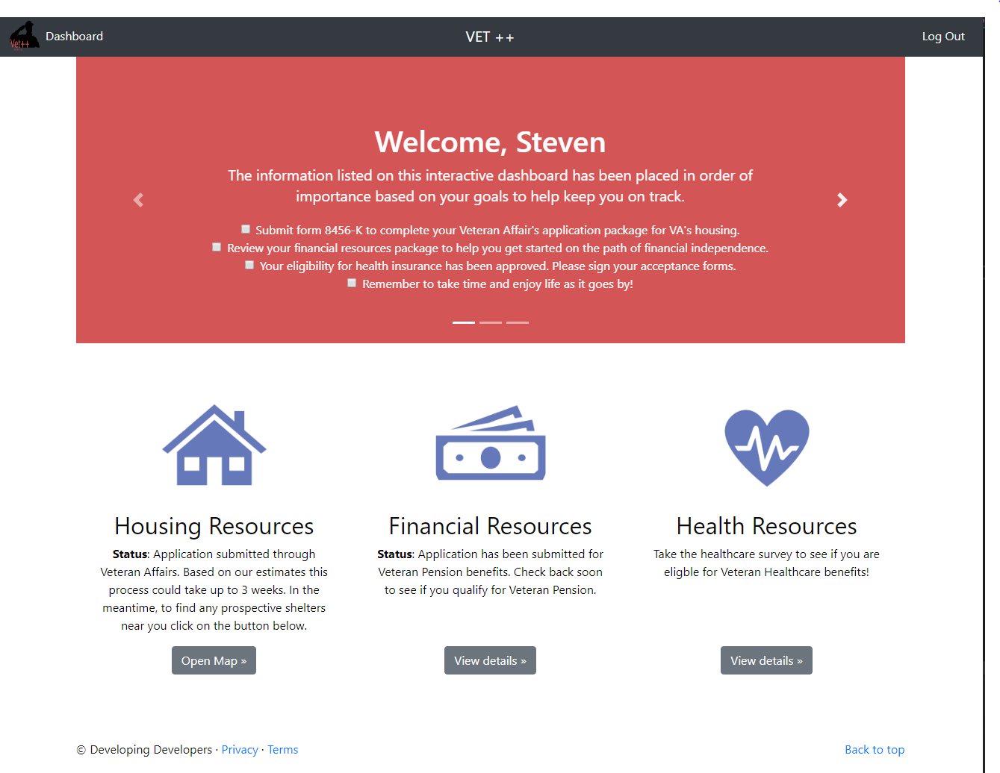 Vet++
Dashboard
VET ++
Log Out
Welcome, Steven
The information listed on this interactive dashboard has been placed in order of
importance based on your goals to help keep you on track.
Submit form 8456-K to complete your Veteran Affair's application package for VA's housing.
Review your financial resources package to help you get started on the path of financial independence.
Your eligibility for health insurance has been approved. Please sign your acceptance forms.
Remember to take time and enjoy life as it goes by!
Housing Resources
Status: Application submitted through
Veteran Affairs. Based on our estimates this
process could take up to 3 weeks. In the
meantime, to find any prospective shelters
near you click on the button below.
Open Map »
Financial Resources
Status: Application has been submitted for
Veteran Pension benefits. Check back soon
to see if you qualify for Veteran Pension.
View details »
Health Resources
Take the healthcare survey to see if you are
eligble for Veteran Healthcare benefits!
View details »
© Developing Developers · Privacy · Terms
Back to top